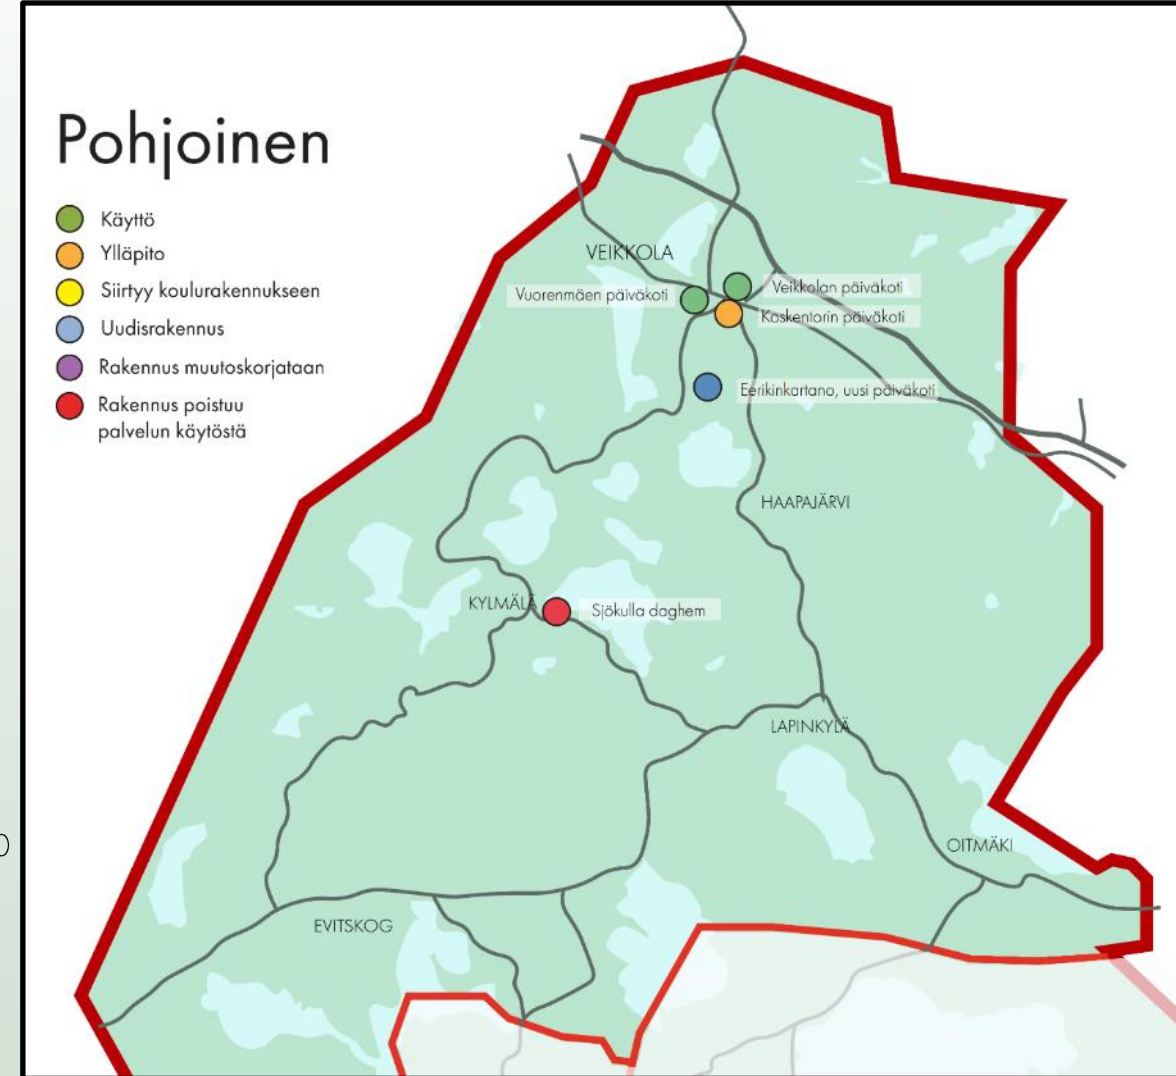 Pohjoinen
Käyttö
Ylläpito
Siirtyy koulurakennukseen
Uudisrakennus
Rakennus muutoskorjataan
Rakennus poistuu
palvelun käytöstä
VEIKKOLA
Vuorenmäen päiväkoti
Veikkolan päiväkoti
Koskentorin päiväkoti
Eerikinkartano, uusi päiväkoti
HAAPAJÄRVI
KYLMÄLÄ
Sjökulla daghem
LAPINKYLÄ
OITMÄKI
EVITSKOG